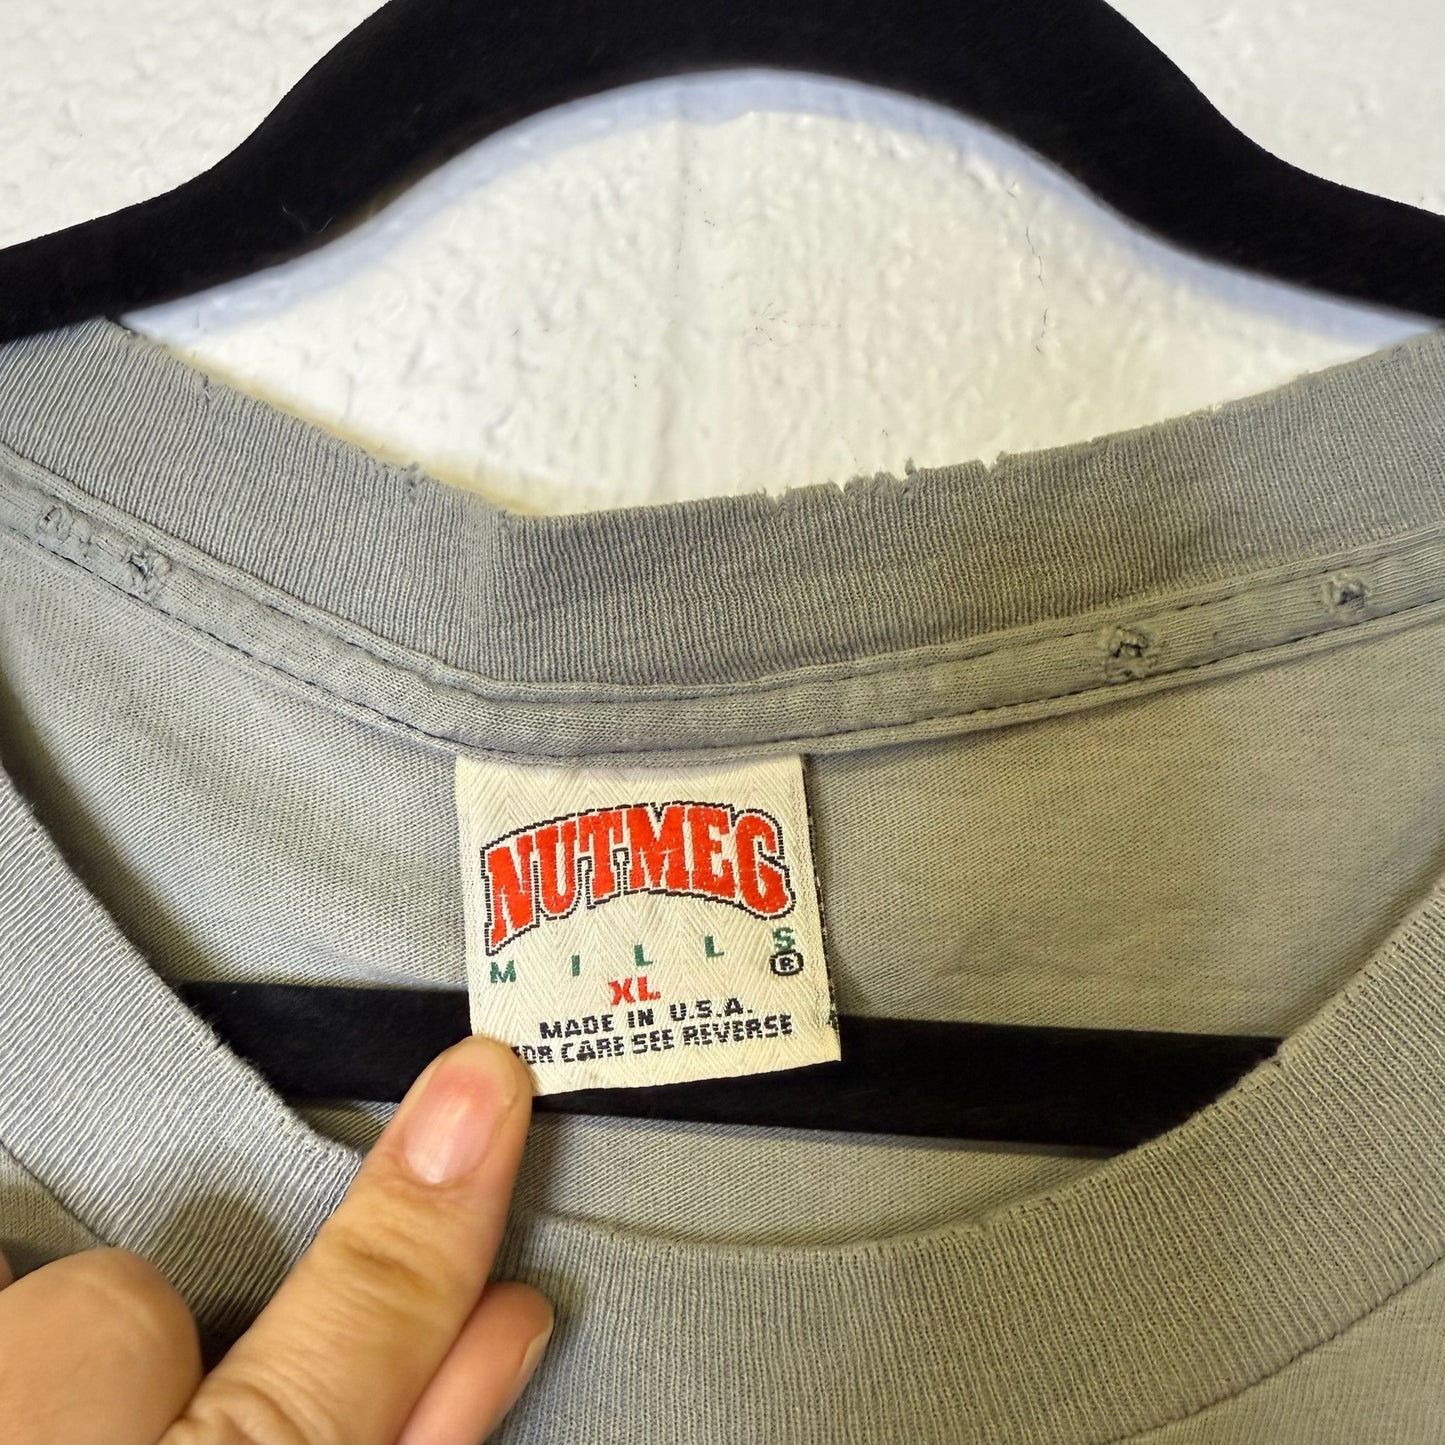 NUTMEG
MILLS®
XL
MADE IN U.S.A.
FOR CARE SEE REVERSE